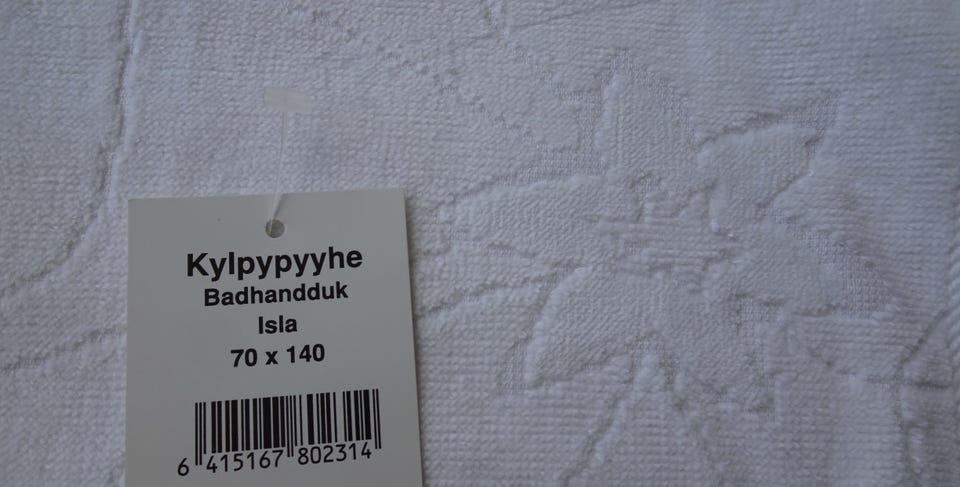 Kylpypyyhe
Badhandduk
Isla
70 x 140
6 415167 802314